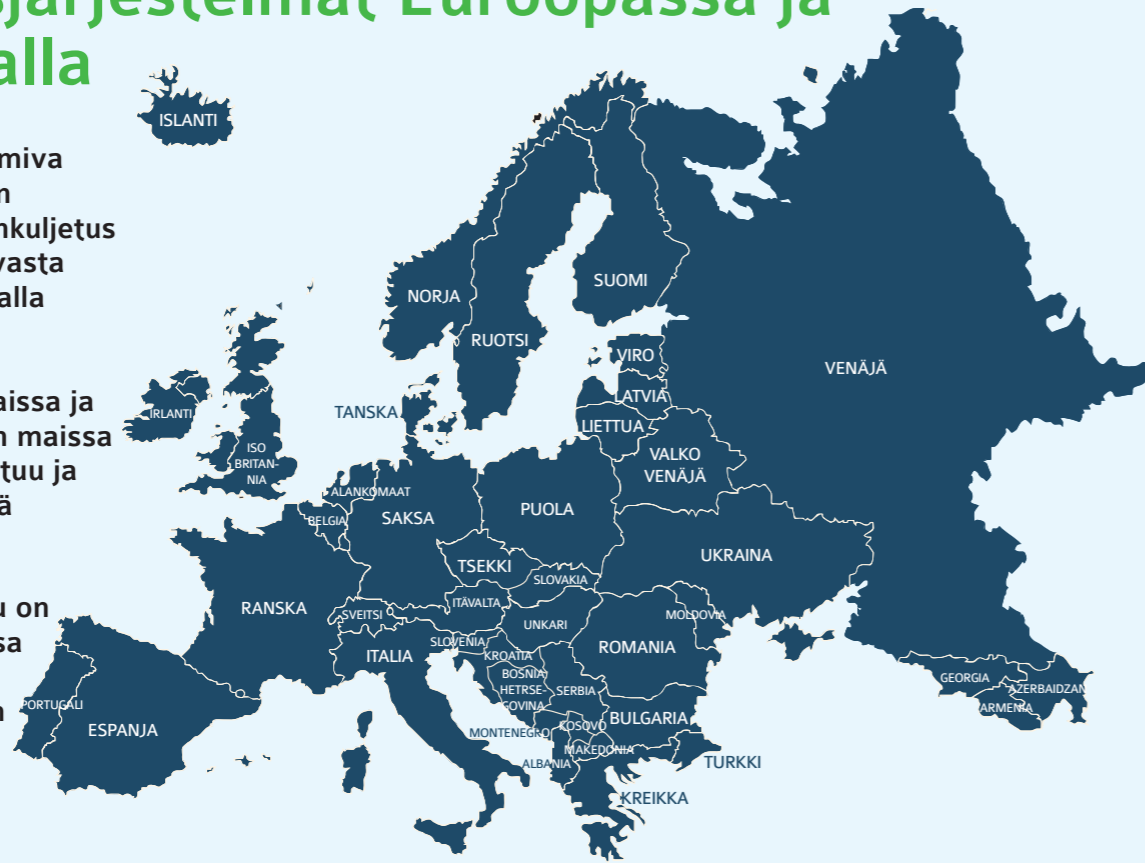 sjärjestelmät Euroopassa ja
alla
miva
n
nkuljetus
vasta
alla
aissa ja
n maissa
tuu ja
ä
u on
sa
n
ISLANTI
NORJA
SUOMI
RUOTSI
VENÄJÄ
VIRO
LATVIA
TANSKA
LIETTUA
IRLANTI
ISO
BRITAN-
NIA
VALKO
VENÄJÄ
ALANKOMAAT
BELGIA
SAKSA
PUOLA
UKRAINA
TSEKKI
SLOVAKIA
RANSKA
SVEITSI
ITÄVALTA
UNKARI
MOLDOVIA
ITALIA
SLOVENIA
KROATIA
ROMANIA
BOSNIA
HETRSE-
GOVINA
SERBIA
GEORGIA
AZERBAIDZAN
ARMENIA
PORTUGALI
ESPANJA
MONTENEGRO
KOSOVO
BULGARIA
MAKEDONIA
ALBANIA
TURKKI
KREIKKA